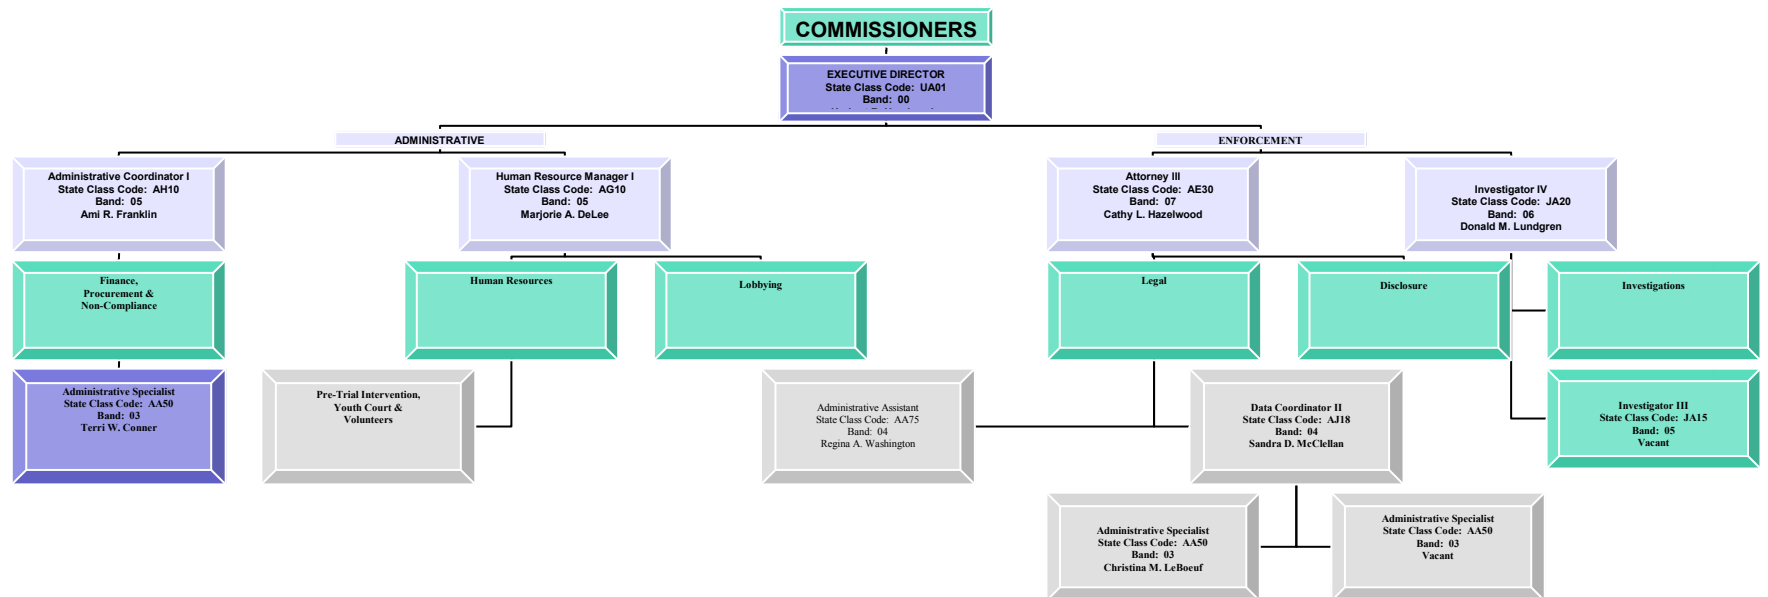 COMMISSIONERS
EXECUTIVE DIRECTOR
State Class Code: UA01
Band: 00
ADMINISTRATIVE
ENFORCEMENT
Administrative Coordinator I
State Class Code: AH10
Band: 05
Ami R. Franklin
Human Resource Manager I
State Class Code: AG10
Band: 05
Marjorie A. DeLee
Attorney III
State Class Code: AE30
Band: 07
Cathy L. Hazelwood
Investigator IV
State Class Code: JA20
Band: 06
Donald M. Lundgren
Finance,
Procurement &
Non-Compliance
Human Resources
Lobbying
Legal
Disclosure
Investigations
Administrative Specialist
State Class Code: AA50
Band: 03
Terri W. Conner
Pre-Trial Intervention,
Youth Court &
Volunteers
Administrative Assistant
State Class Code: AA75
Band: 04
Regina A. Washington
Data Coordinator II
State Class Code: AJ18
Band: 04
Sandra D. McClellan
Investigator III
State Class Code: JA15
Band: 05
Vacant
Administrative Specialist
State Class Code: AA50
Band: 03
Christina M. LeBoeuf
Administrative Specialist
State Class Code: AA50
Band: 03
Vacant